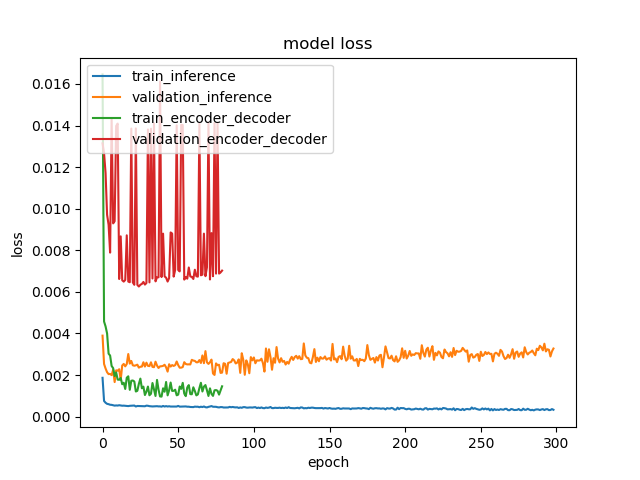 model loss
train_inference
validation_inference
train_encoder_decoder
validation_encoder_decoder
loss
0.016
0.014
0.012
0.010
0.008
0.006
0.004
0.002
0.000
0 50 100 150 200 250 300
epoch